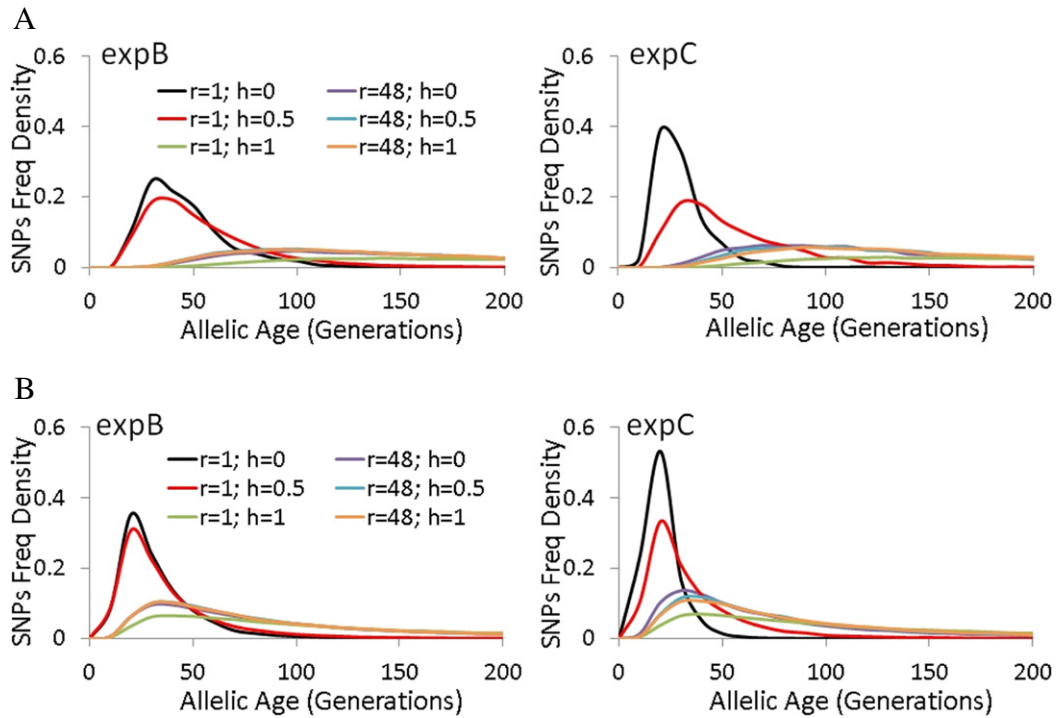 A
expB
SNPs Freq Density
0.6
0.4
0.2
0
r=1; h=0
r=48; h=0
r=1; h=0.5
r=48; h=0.5
r=1; h=1
r=48; h=1
0 50 100 150 200
Allelic Age (Generations)
expC
SNPs Freq Density
0.6
0.4
0.2
0
0 50 100 150 200
Allelic Age (Generations)
B
expB
SNPs Freq Density
0.6
0.4
0.2
0
r=1; h=0
r=48; h=0
r=1; h=0.5
r=48; h=0.5
r=1; h=1
r=48; h=1
0 50 100 150 200
Allelic Age (Generations)
expC
SNPs Freq Density
0.6
0.4
0.2
0
0 50 100 150 200
Allelic Age (Generations)